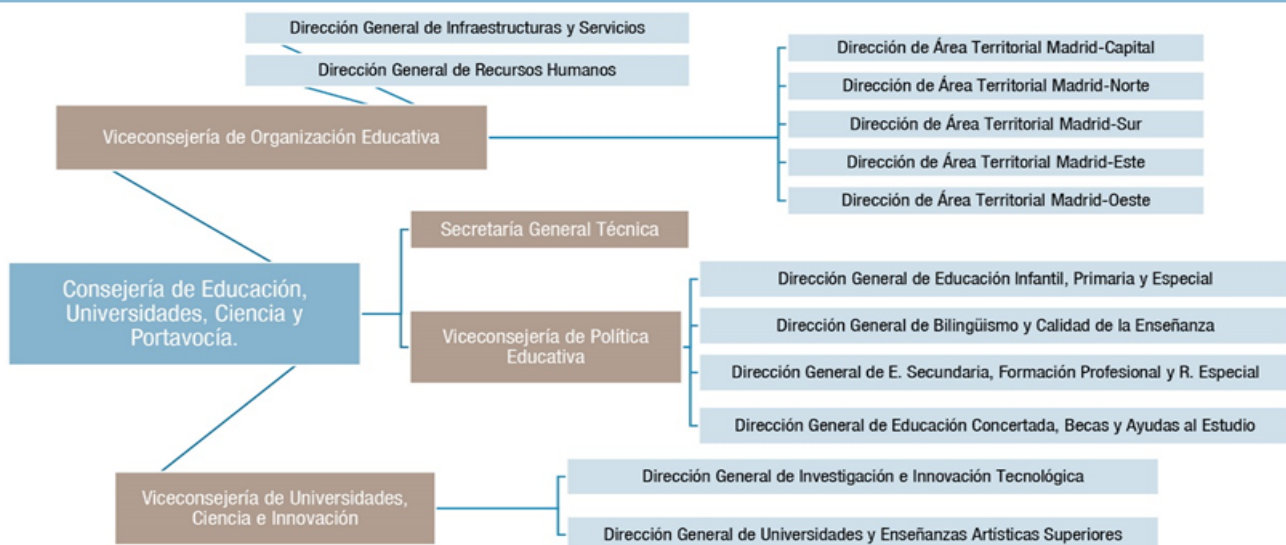 Dirección General de Infraestructuras y Servicios
Dirección General de Recursos Humanos
Viceconsejería de Organización Educativa
Dirección de Área Territorial Madrid-Capital
Dirección de Área Territorial Madrid-Norte
Dirección de Área Territorial Madrid-Sur
Dirección de Área Territorial Madrid-Este
Dirección de Área Territorial Madrid-Oeste
Consejería de Educación,
Universidades, Ciencia y
Portavocía.
Secretaría General Técnica
Viceconsejería de Política
Educativa
Dirección General de Educación Infantil, Primaria y Especial
Dirección General de Bilingüismo y Calidad de la Enseñanza
Dirección General de E. Secundaria, Formación Profesional y R. Especial
Dirección General de Educación Concertada, Becas y Ayudas al Estudio
Viceconsejería de Universidades,
Ciencia e Innovación
Dirección General de Investigación e Innovación Tecnológica
Dirección General de Universidades y Enseñanzas Artísticas Superiores